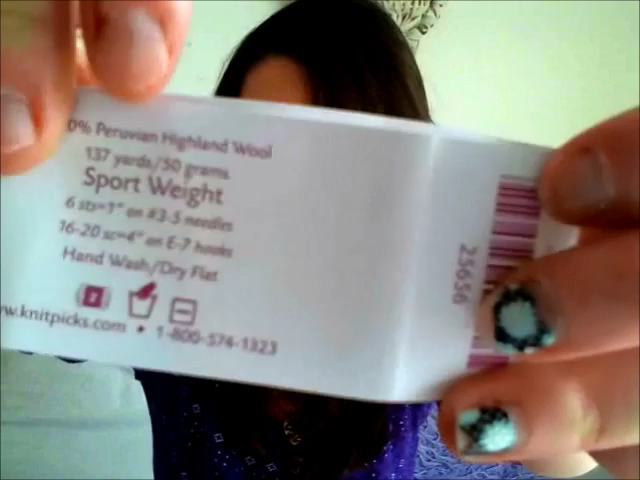 0% Peruvian Highland Wool
137 yards/50 grams
Sport Weight
6 sts=1" on #3-5 needles
16-20 sc=4" on E-7 hooks
Hand Wash/Dry Flat
ww.knitpicks.com • 1-800-574-1323
25656